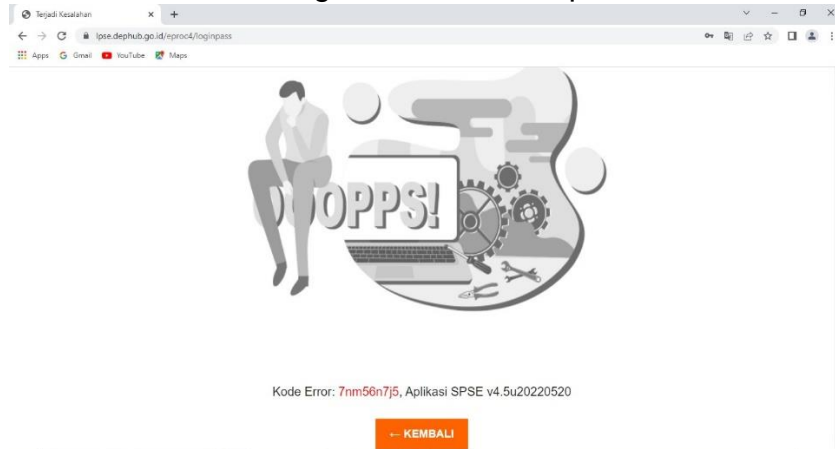 Terjadi Kesalahan
lpse.dephub.go.id/eproc4/loginpass
Apps Gmail YouTube Maps
OOOPPS!
Kode Error: 7nm56n7j5, Aplikasi SPSE v4.5u20220520
← KEMBALI